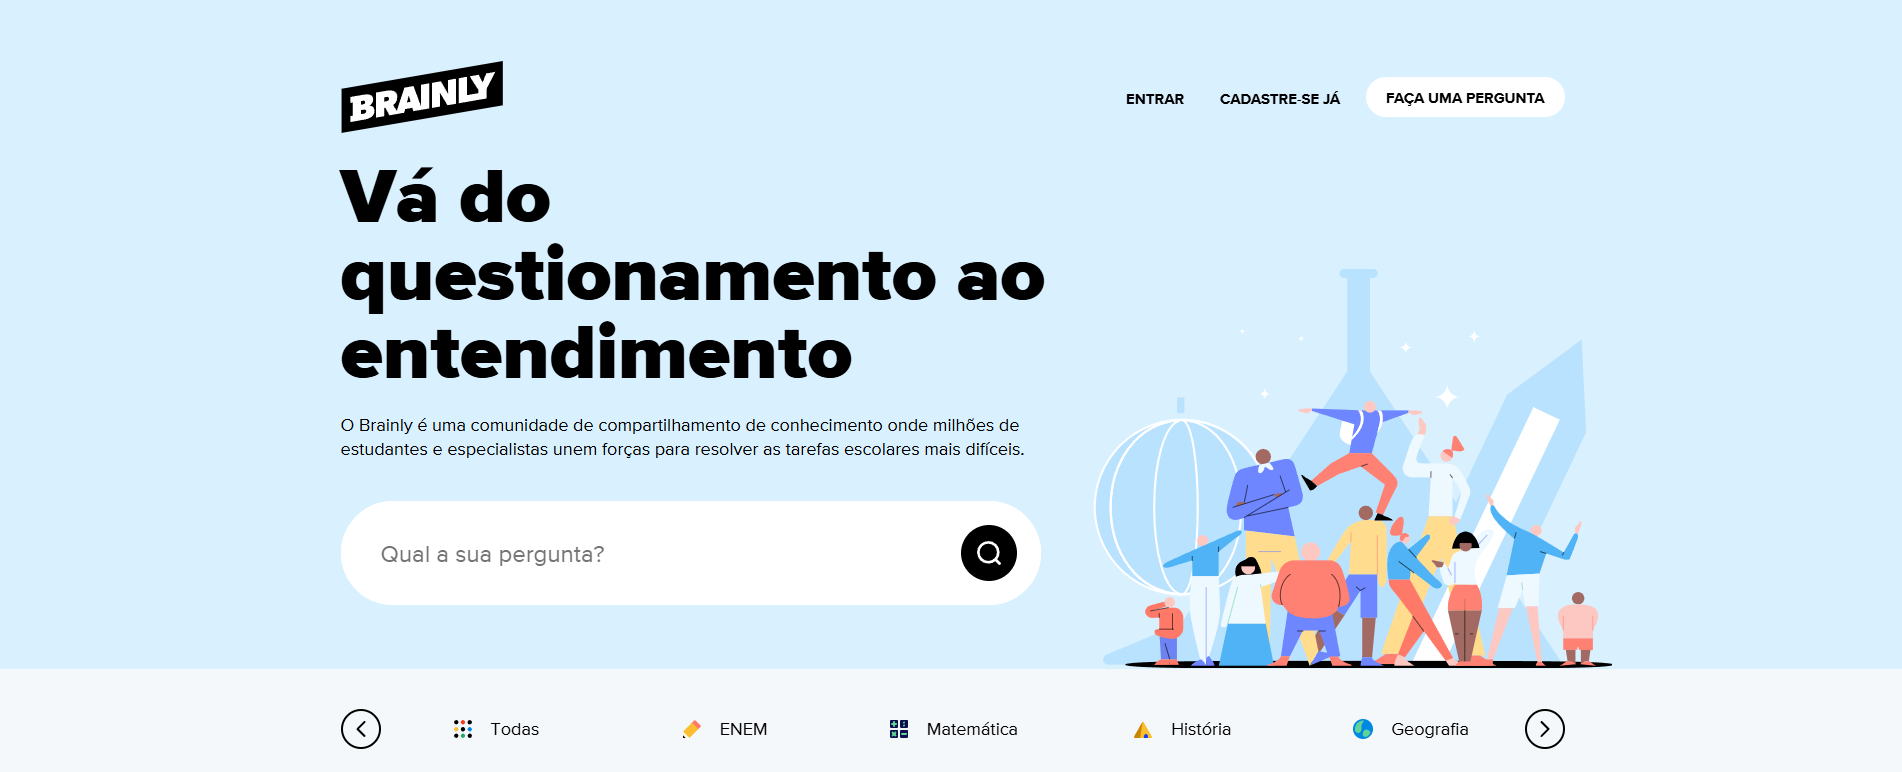 BRAINLY
ENTRAR
CADASTRE-SE JÁ
FAÇA UMA PERGUNTA
Vá do
questionamento ao
entendimento
O Brainly é uma comunidade de compartilhamento de conhecimento onde milhões de
estudantes e especialistas unem forças para resolver as tarefas escolares mais difíceis.
Qual a sua pergunta?
Todas
ENEM
Matemática
História
Geografia